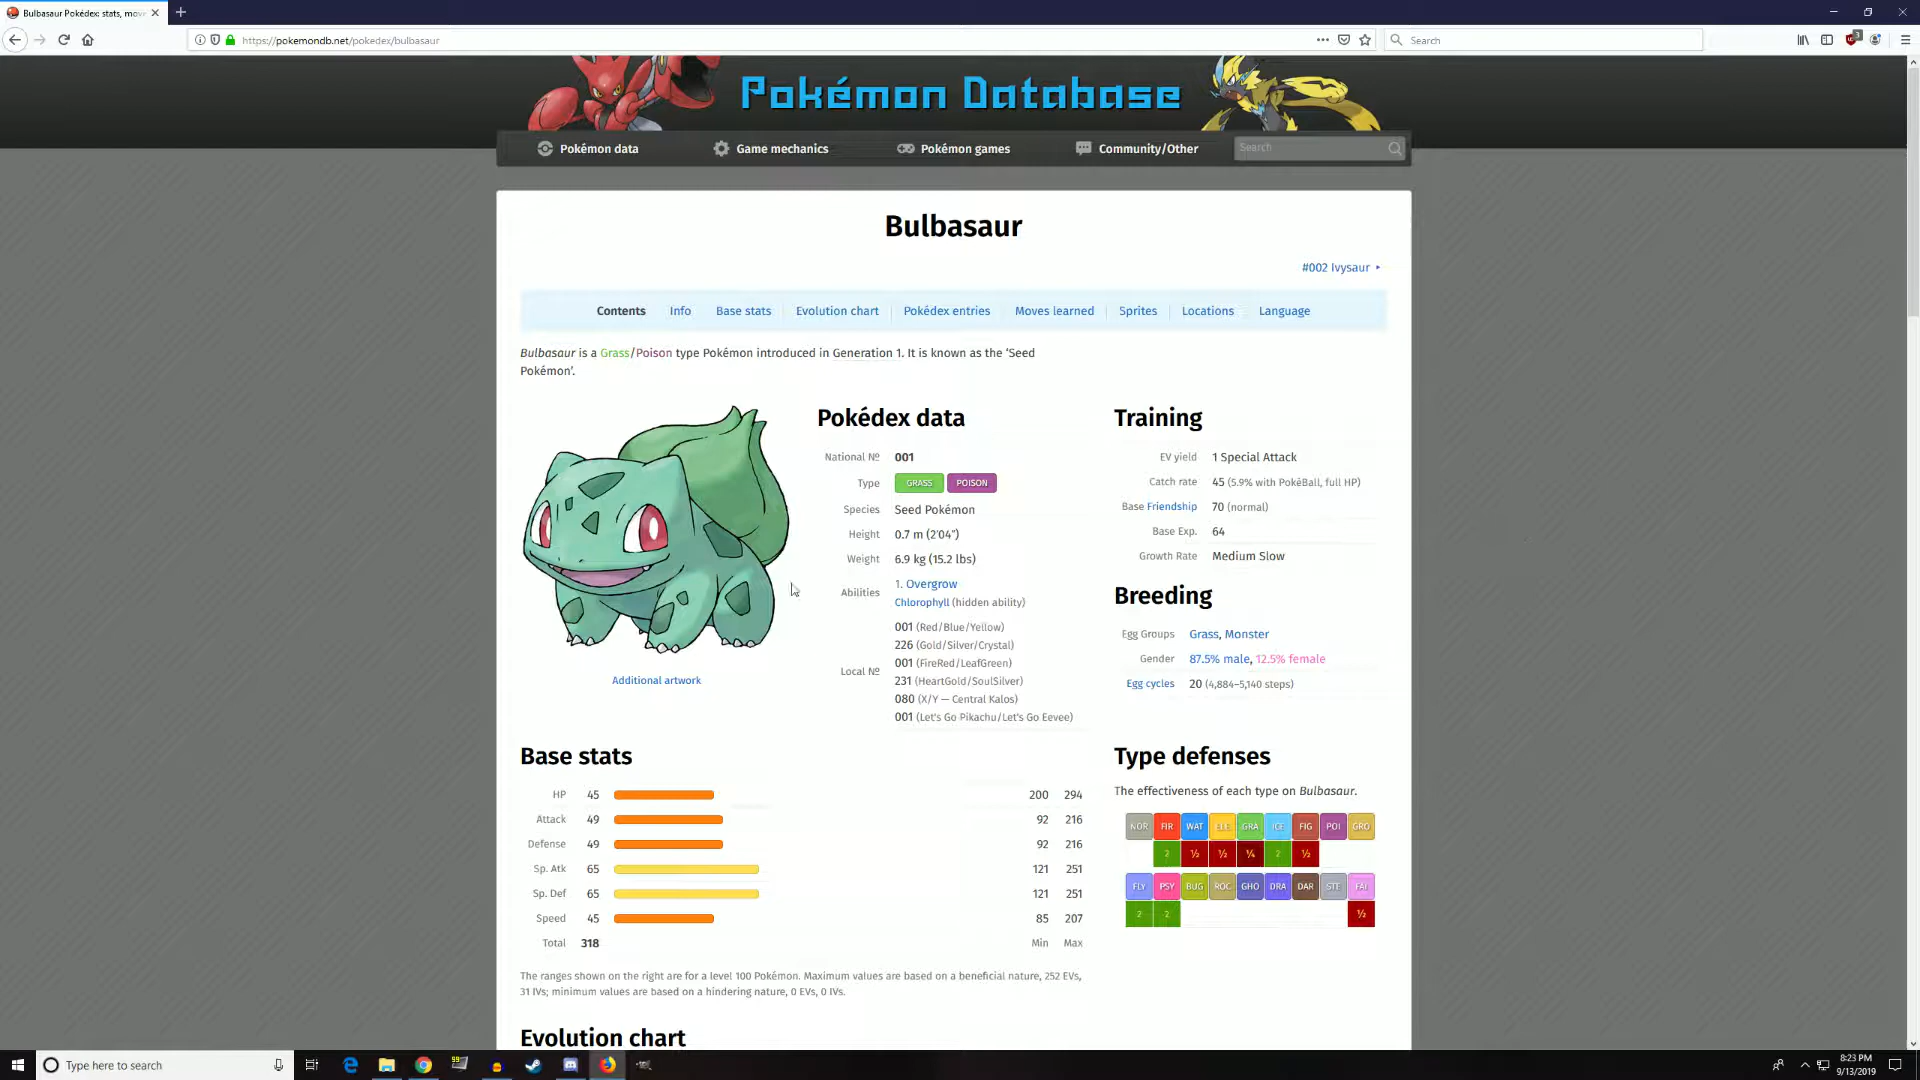 Bulbasaur Pokédex: stats, mov
https://pokemondb.net/pokedex/bulbasaur
Search
3
Pokémon Database
Pokémon data
Game mechanics
Pokémon games
Community/Other
Search
Bulbasaur
#002 Ivysaur
Contents Info Base stats Evolution chart Pokédex entries Moves learned Sprites Locations Language
Bulbasaur is a Grass/Poison type Pokémon introduced in Generation 1. It is known as the ‘Seed
Pokémon’.
Additional artwork
Pokédex data
National № 001
Type GRASS POISON
Species Seed Pokémon
Height 0.7 m (2′04″)
Weight 6.9 kg (15.2 lbs)
Abilities 1. Overgrow
Chlorophyll (hidden ability)
Local № 001 (Red/Blue/Yellow)
226 (Gold/Silver/Crystal)
001 (FireRed/LeafGreen)
231 (HeartGold/SoulSilver)
080 (X/Y — Central Kalos)
001 (Let's Go Pikachu/Let's Go Eevee)
Training
EV yield 1 Special Attack
Catch rate 45 (5.9% with PokéBall, full HP)
Base Friendship 70 (normal)
Base Exp. 64
Growth Rate Medium Slow
Breeding
Egg Groups Grass, Monster
Gender 87.5% male, 12.5% female
Egg cycles 20 (4,884–5,140 steps)
Base stats
HP 45 200 294
Attack 49 92 216
Defense 49 92 216
Sp. Atk 65 121 251
Sp. Def 65 121 251
Speed 45 85 207
Total 318 Min Max
The ranges shown on the right are for a level 100 Pokémon. Maximum values are based on a beneficial nature, 252 EVs,
31 IVs; minimum values are based on a hindering nature, 0 EVs, 0 IVs.
Type defenses
The effectiveness of each type on Bulbasaur.
NOR FIR WAT ELE GRA ICE FIG POI GRO
2 ½ ½ ¼ 2 ½
FLY PSY BUG ROC GHO DRA DAR STE FAI
2 2 ½
Evolution chart
Type here to search
8:23 PM
9/13/2019